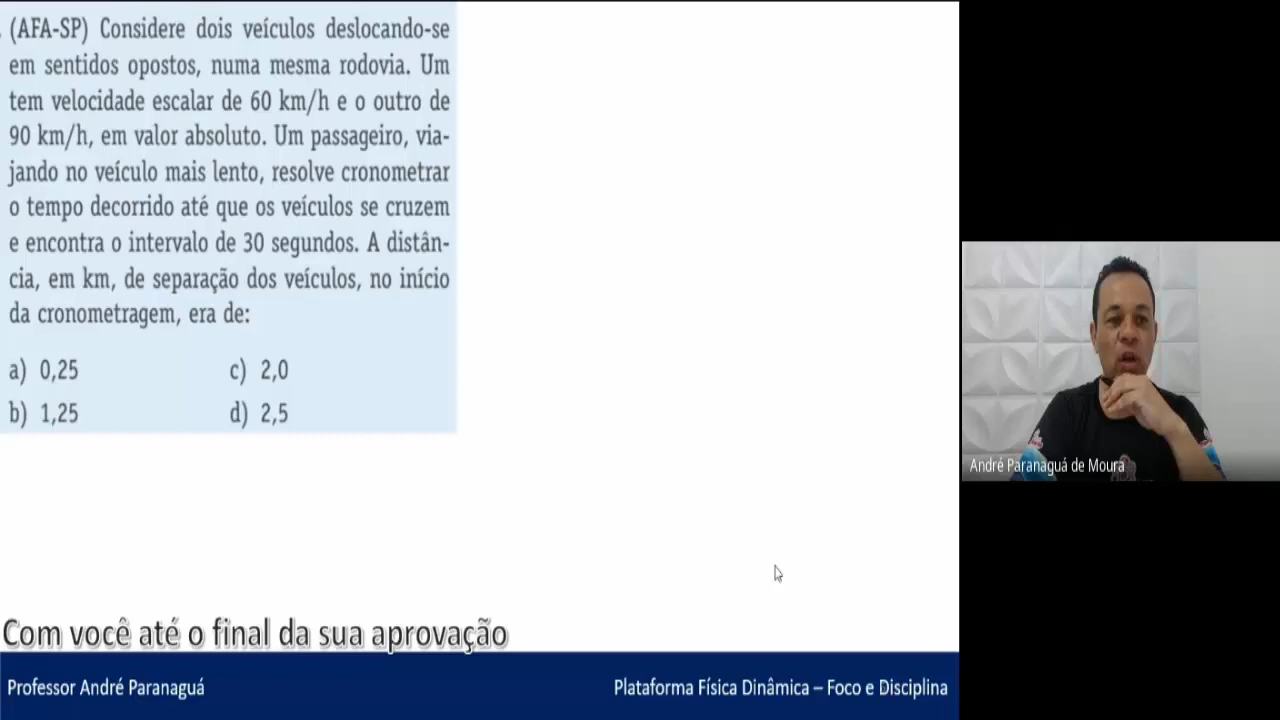 (AFA-SP) Considere dois veículos deslocando-se
em sentidos opostos, numa mesma rodovia. Um
tem velocidade escalar de 60 km/h e o outro de
90 km/h, em valor absoluto. Um passageiro, via-
jando no veículo mais lento, resolve cronometrar
o tempo decorrido até que os veículos se cruzem
e encontra o intervalo de 30 segundos. A distân-
cia, em km, de separação dos veículos, no início
da cronometragem, era de:
a) 0,25 c) 2,0
b) 1,25 d) 2,5
André Paranaguá de Moura
Com você até o final da sua aprovação
Professor André Paranaguá Plataforma Física Dinâmica – Foco e Disciplina